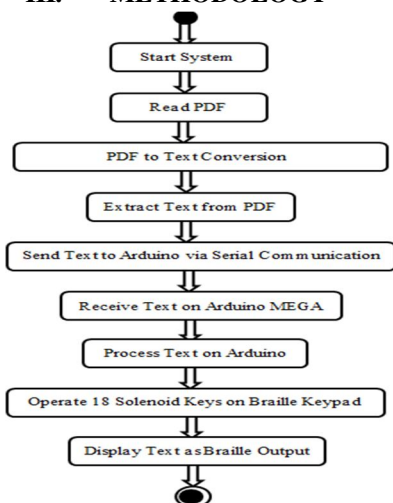 III. METHODOLOGY
Start System
Read PDF
PDF to Text Conversion
Extract Text from PDF
Send Text to Arduino via Serial Communication
Receive Text on Arduino MEGA
Process Text on Arduino
Operate 18 Solenoid Keys on Braille Keypad
Display Text as Braille Output